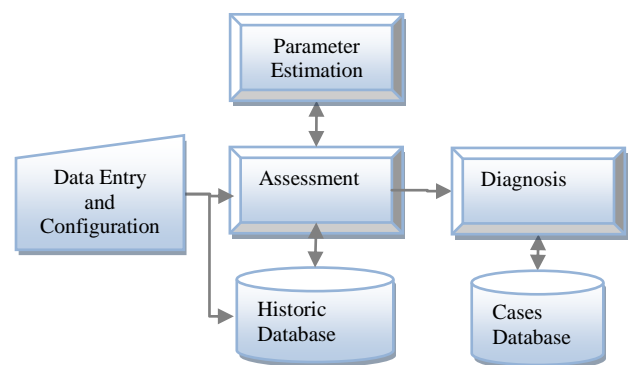 Parameter
Estimation
Data Entry
and
Configuration
Assessment
Diagnosis
Historic
Database
Cases
Database